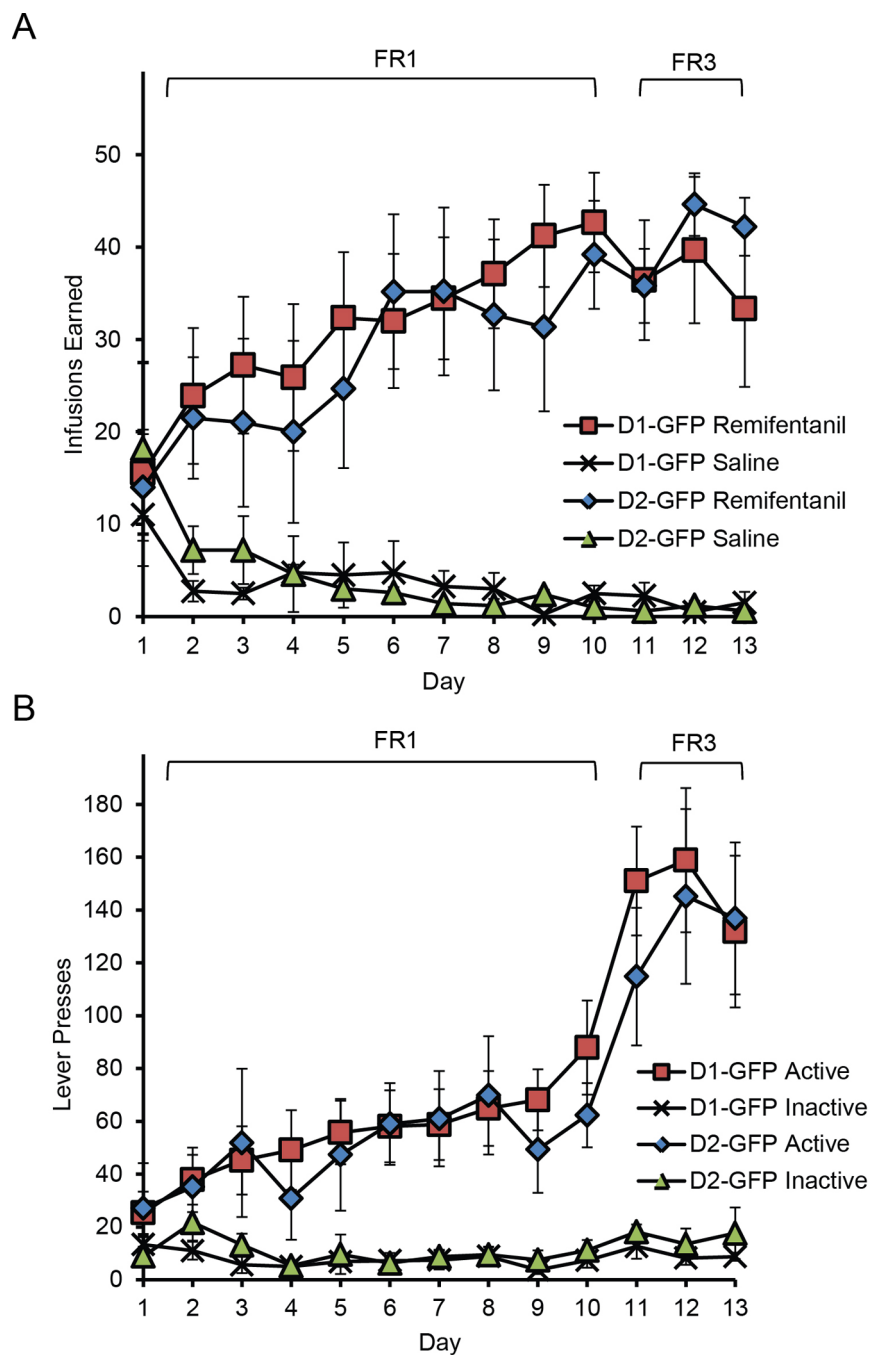 A
FR1 FR3
50
40
30
20
10
0
Infusions Earned
D1-GFP Remifentanil
D1-GFP Saline
D2-GFP Remifentanil
D2-GFP Saline
1 2 3 4 5 6 7 8 9 10 11 12 13
Day
B
FR1 FR3
180
160
140
120
100
80
60
40
20
0
Lever Presses
D1-GFP Active
D1-GFP Inactive
D2-GFP Active
D2-GFP Inactive
1 2 3 4 5 6 7 8 9 10 11 12 13
Day